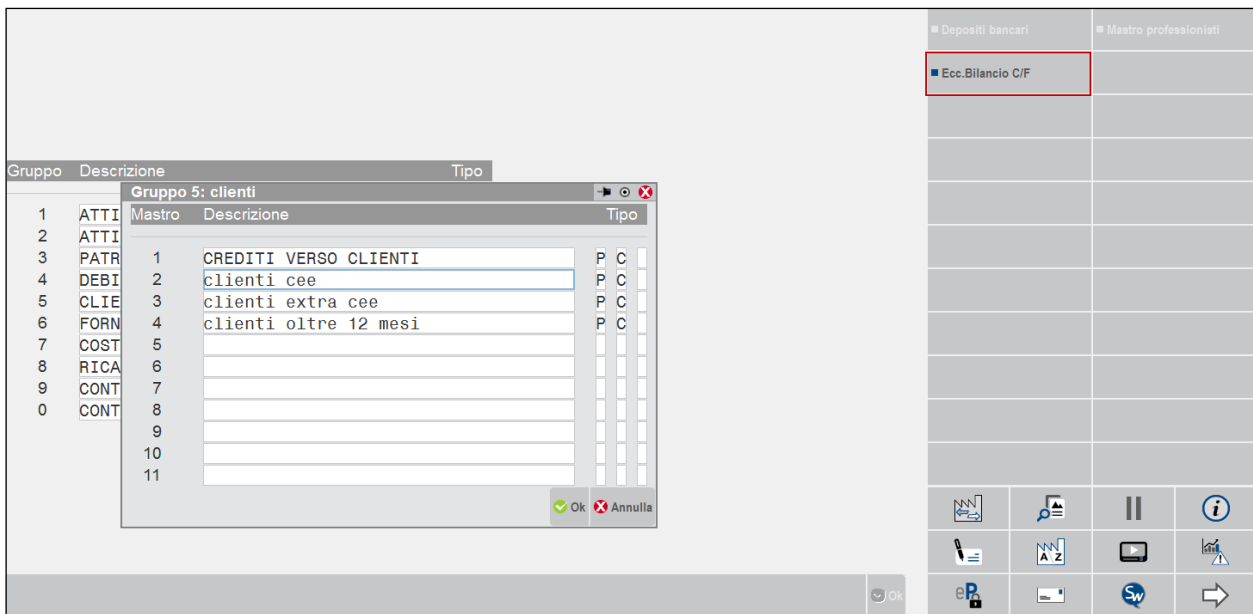 Depositi bancari Mastro professionisti
Ecc.Bilancio C/F
Gruppo Descrizione Tipo
Gruppo 5: clienti
Mastro Descrizione Tipo
1 ATTI
2 ATTI
3 PATR
4 DEBI
5 CLIE
6 FORN
7 COST
8 RICA
9 CONT
0 CONT
1 CREDITI VERSO CLIENTI P C
2 clienti cee P C
3 clienti extra cee P C
4 clienti oltre 12 mesi P C
5
6
7
8
9
10
11
Ok Annulla
i
A Z
eP
Sw
Ok